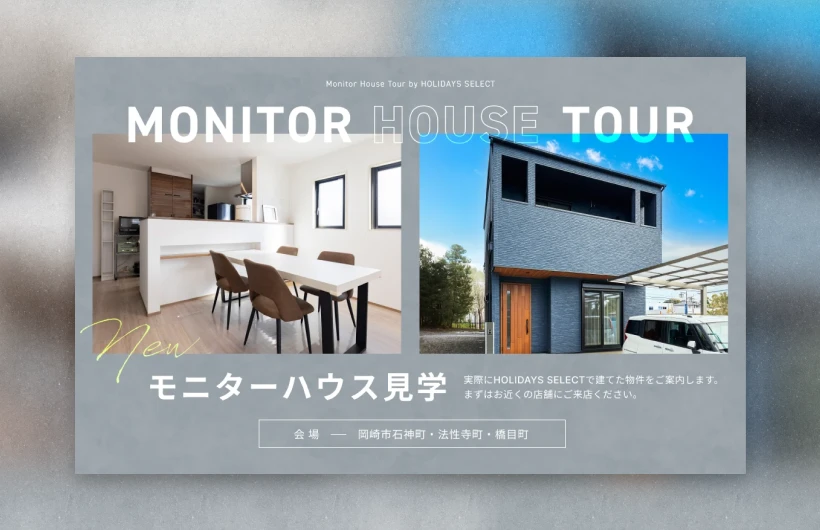 Monitor House Tour by HOLIDAYS SELECT
MONITOR HOUSE TOUR
New
モニターハウス見学
実際にHOLIDAYS SELECTで建てた物件をご案内します。
まずはお近くの店舗にご来店ください。
会場 ── 岡崎市石神町・法性寺町・橋目町